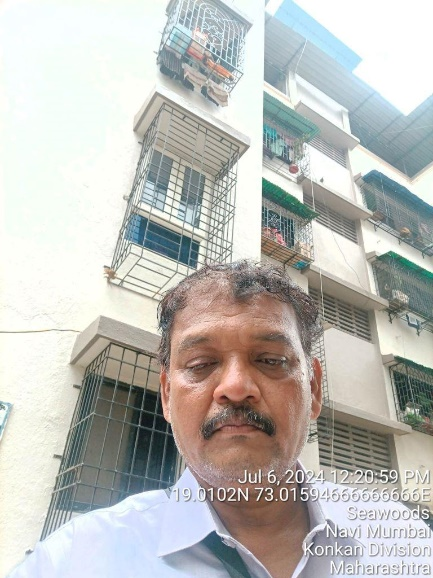 Jul 6, 2024 12:20:59 PM
19.0102N 73.01594666666666E
Seawoods
Navi Mumbai
Konkan Division
Maharashtra